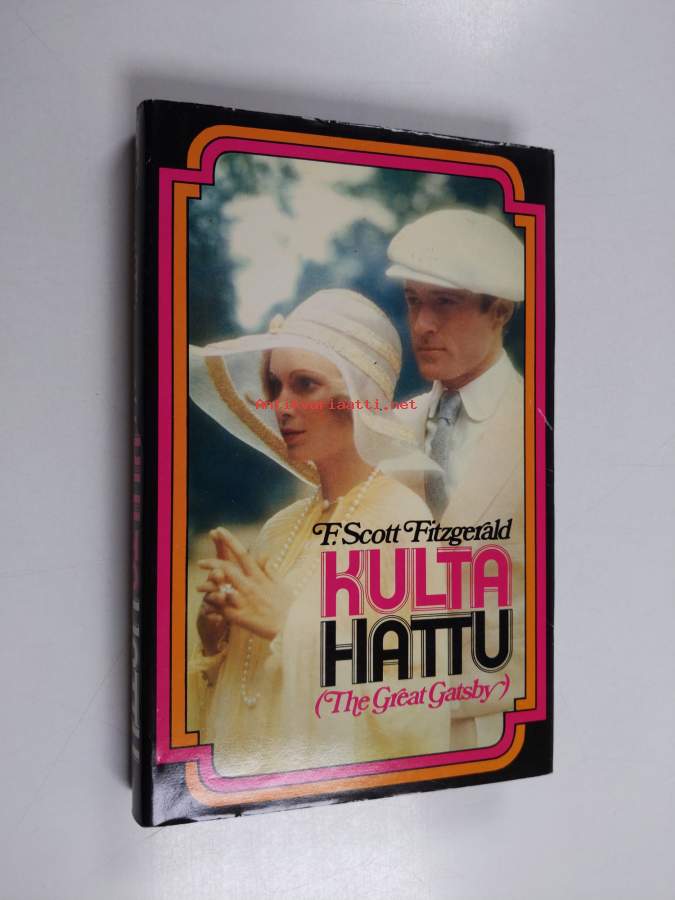 Antikvariaatti.net
F. Scott Fitzgerald
KULTA
HATTU
(The Great Gatsby)